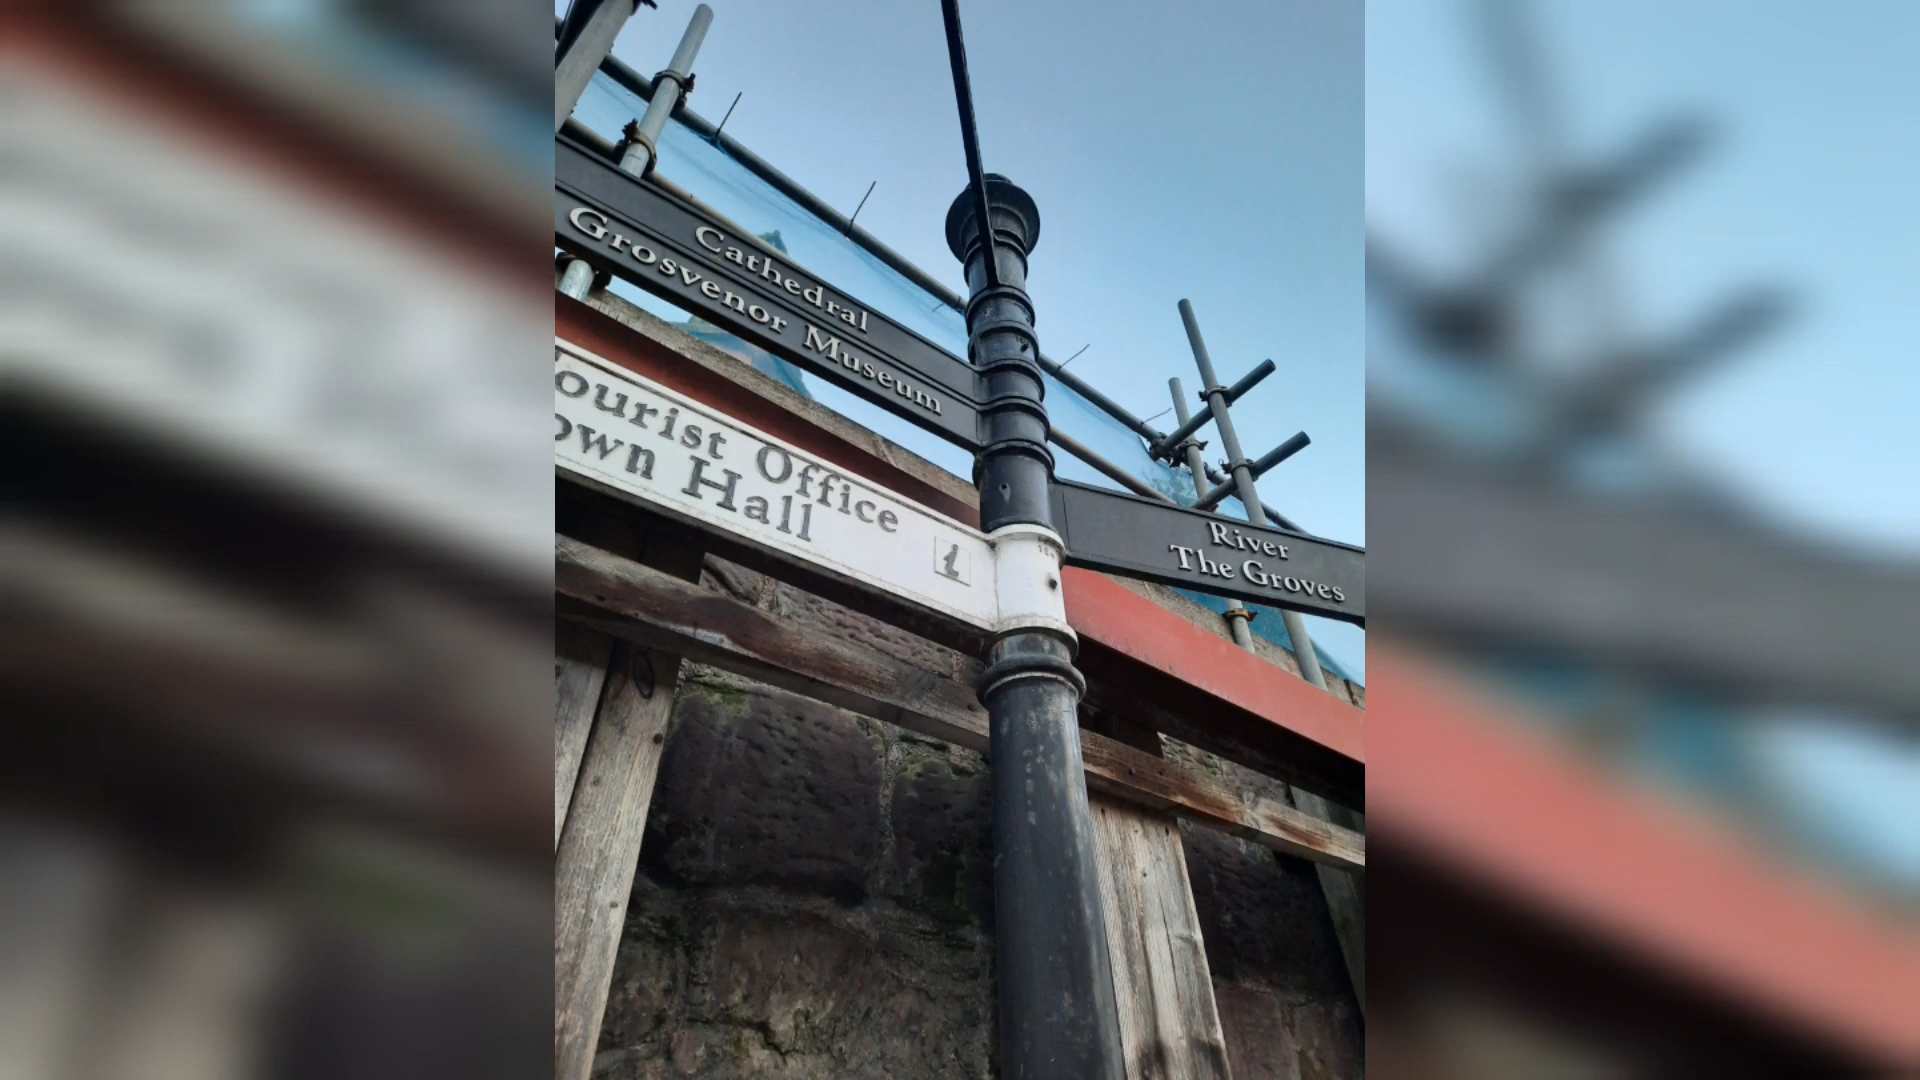 Cathedral
Grosvenor Museum
ourist Office
own Hall
i
River
The Groves